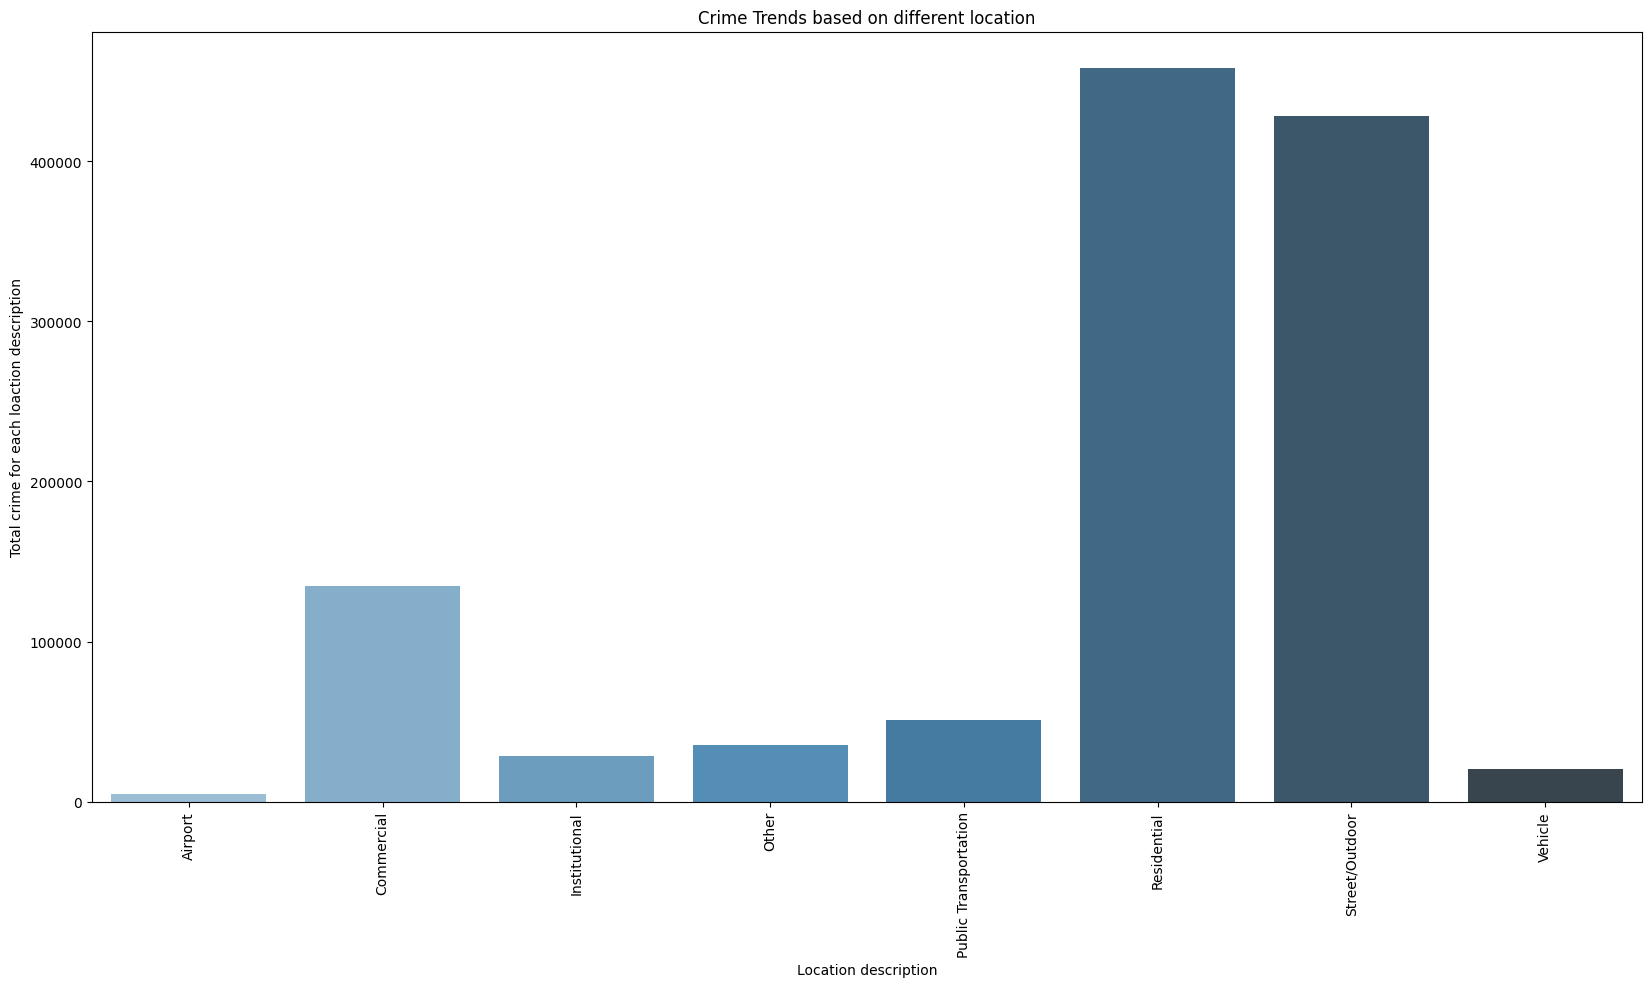 Crime Trends based on different location
Total crime for each loaction description
400000
300000
200000
100000
0
Airport
Commercial
Institutional
Other
Public Transportation
Residential
Street/Outdoor
Vehicle
Location description